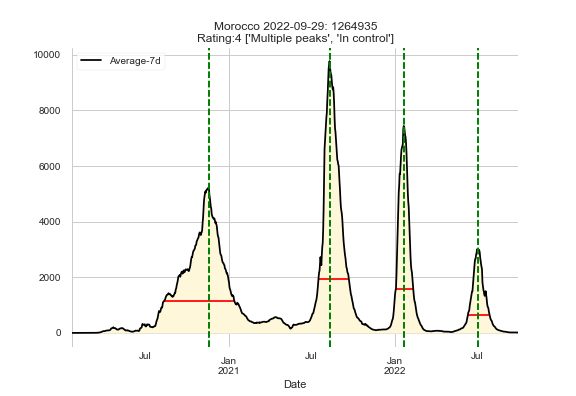 Morocco 2022-09-29: 1264935
Rating:4 ['Multiple peaks', 'In control']
Average-7d
10000
8000
6000
4000
2000
0
Jul
Jan
2021
Jul
Jan
2022
Jul
Date